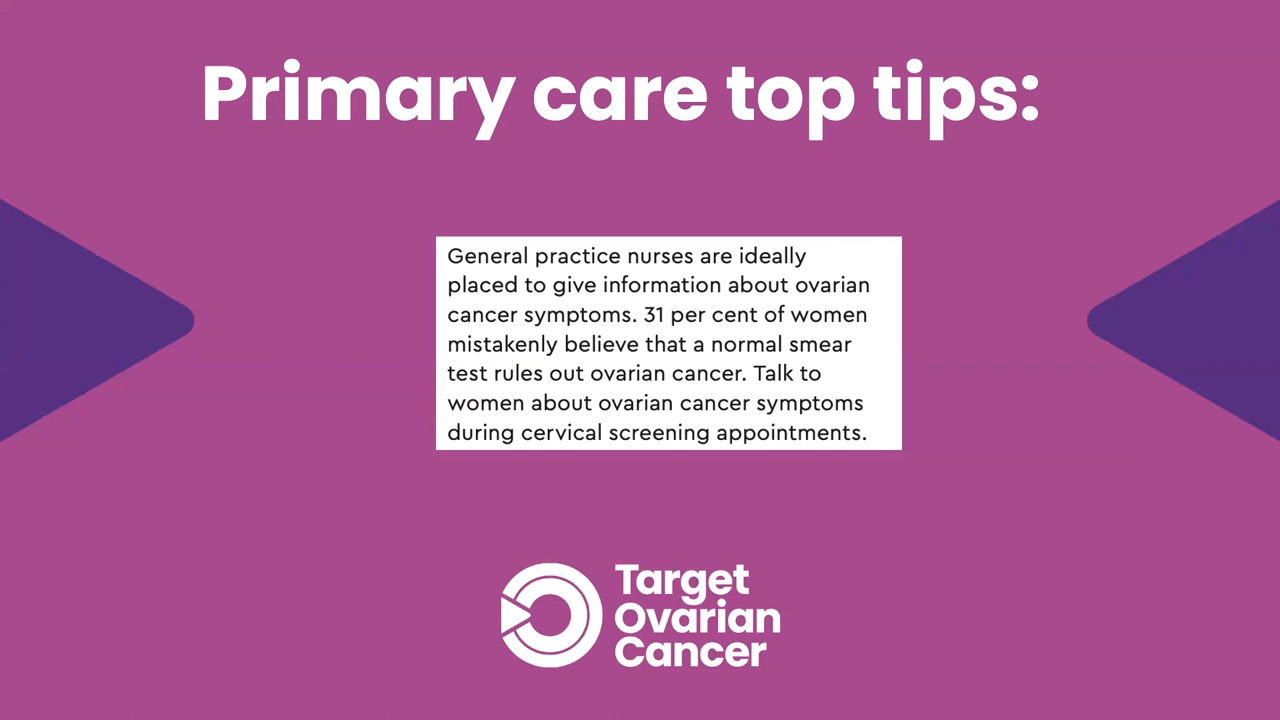 Primary care top tips:
General practice nurses are ideally
placed to give information about ovarian
cancer symptoms. 31 per cent of women
mistakenly believe that a normal smear
test rules out ovarian cancer. Talk to
women about ovarian cancer symptoms
during cervical screening appointments.
Target
Ovarian
Cancer